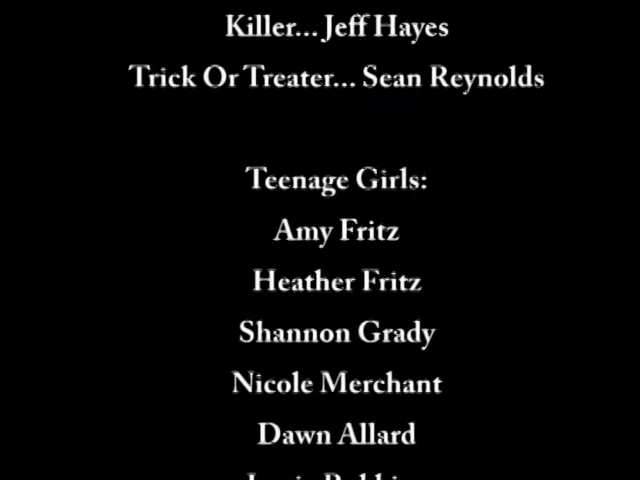 Killer... Jeff Hayes
Trick Or Treater... Sean Reynolds
Teenage Girls:
Amy Fritz
Heather Fritz
Shannon Grady
Nicole Merchant
Dawn Allard